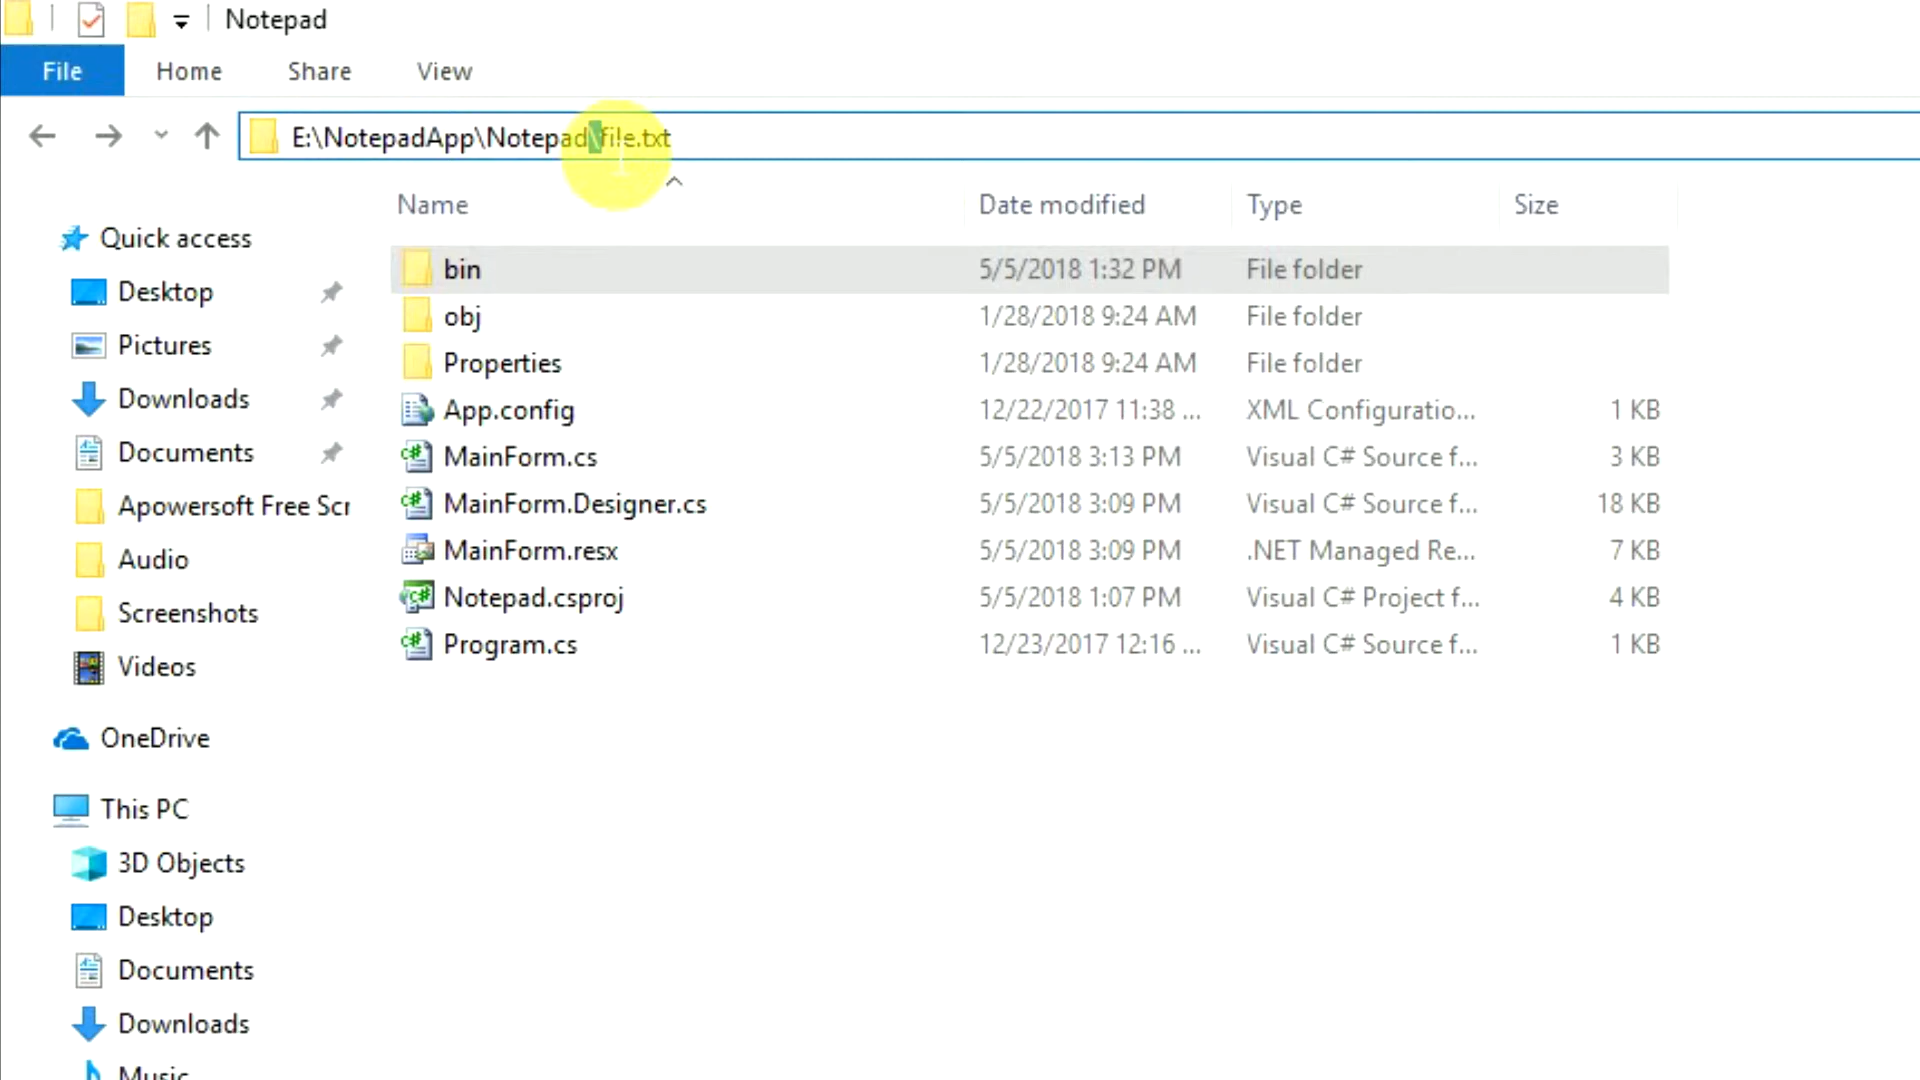 Notepad
File Home Share View
E:\NotepadApp\Notepad\file.txt
Name Date modified Type Size
Quick access
Desktop
Pictures
Downloads
Documents
Apowersoft Free Scr
Audio
Screenshots
Videos
OneDrive
This PC
3D Objects
Desktop
Documents
Downloads
Music
bin 5/5/2018 1:32 PM File folder
obj 1/28/2018 9:24 AM File folder
Properties 1/28/2018 9:24 AM File folder
App.config 12/22/2017 11:38 ... XML Configuratio... 1 KB
MainForm.cs 5/5/2018 3:13 PM Visual C# Source f... 3 KB
MainForm.Designer.cs 5/5/2018 3:09 PM Visual C# Source f... 18 KB
MainForm.resx 5/5/2018 3:09 PM .NET Managed Re... 7 KB
Notepad.csproj 5/5/2018 1:07 PM Visual C# Project f... 4 KB
Program.cs 12/23/2017 12:16 ... Visual C# Source f... 1 KB